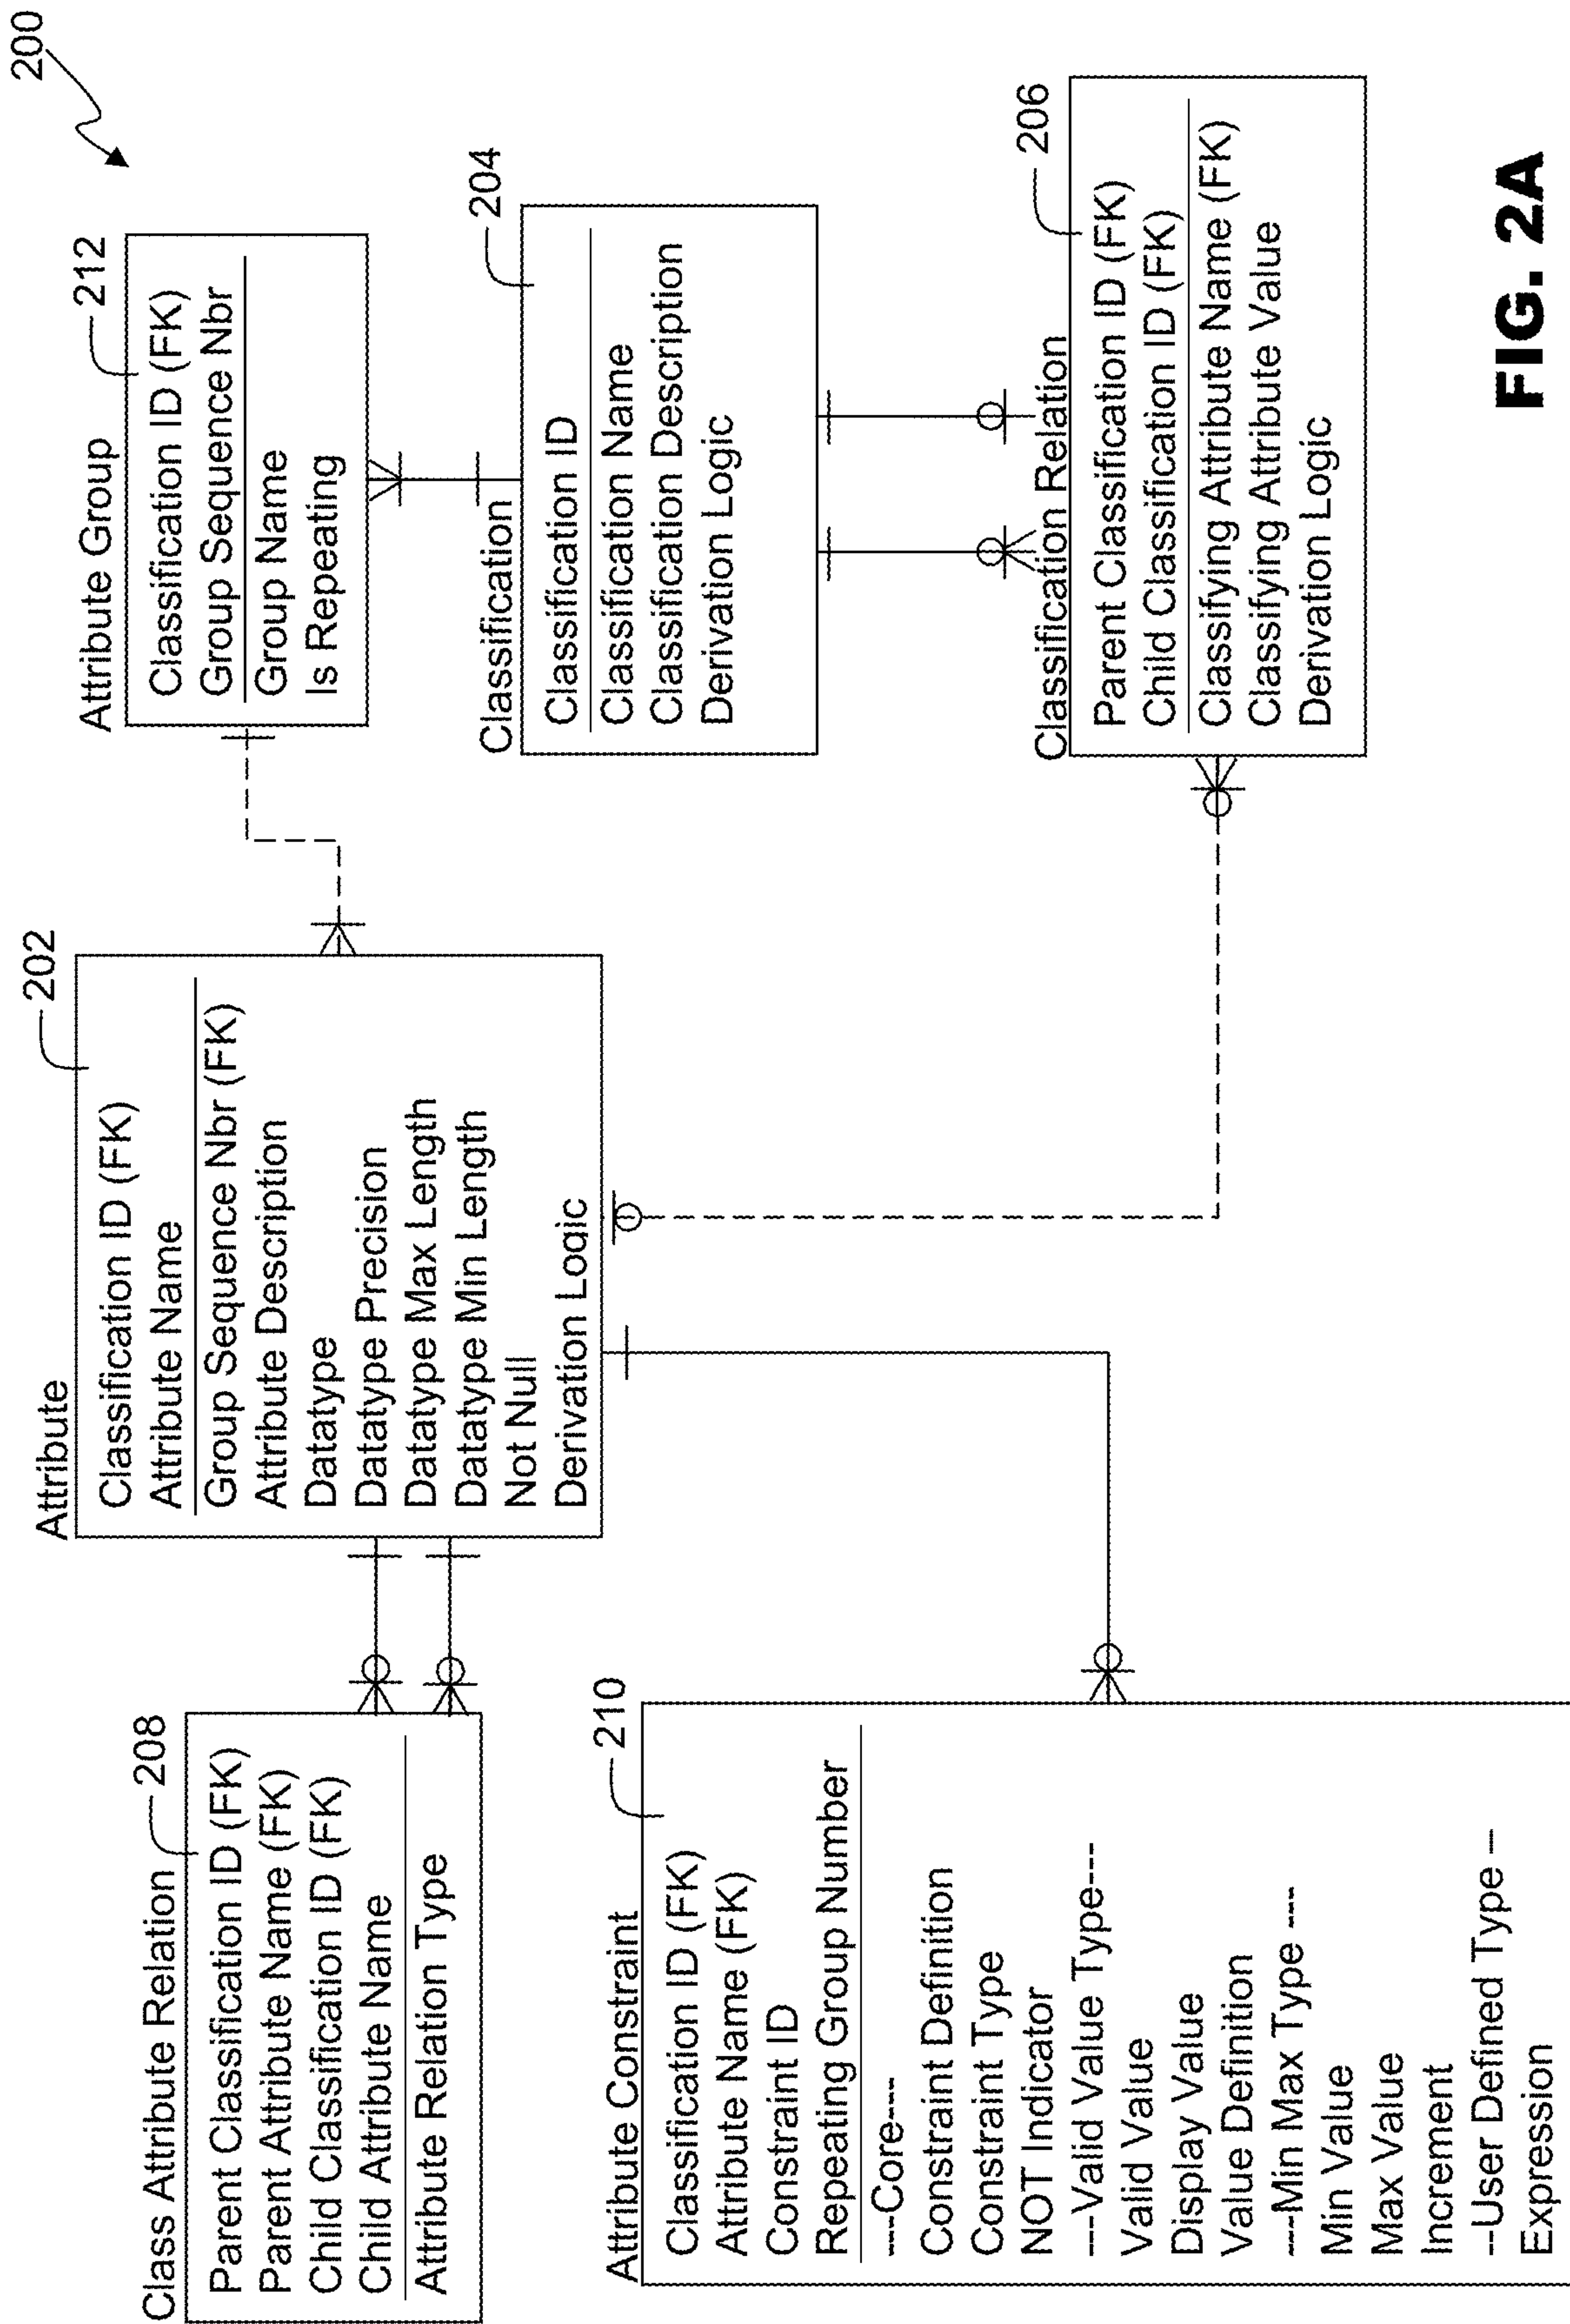 200
Class Attribute Relation
208
Parent Classification ID (FK)
Parent Attribute Name (FK)
Child Classification ID (FK)
Child Attribute Name
Attribute Relation Type
Attribute
202
Classification ID (FK)
Attribute Name
Group Sequence Nbr (FK)
Attribute Description
Datatype
Datatype Precision
Datatype Max Length
Datatype Min Length
Not Null
Derivation Logic
Attribute Group
212
Classification ID (FK)
Group Sequence Nbr
Group Name
Is Repeating
Classification
204
Classification ID
Classification Name
Classification Description
Derivation Logic
Attribute Constraint
210
Classification ID (FK)
Attribute Name (FK)
Constraint ID
Repeating Group Number
----Core---
Constraint Definition
Constraint Type
NOT Indicator
---Valid Value Type----
Valid Value
Display Value
Value Definition
----Min Max Type ----
Min Value
Max Value
Increment
--User Defined Type –
Expression
Classification Relation
206
Parent Classification ID (FK)
Child Classification ID (FK)
Classifying Attribute Name (FK)
Classifying Attribute Value
Derivation Logic
FIG. 2A